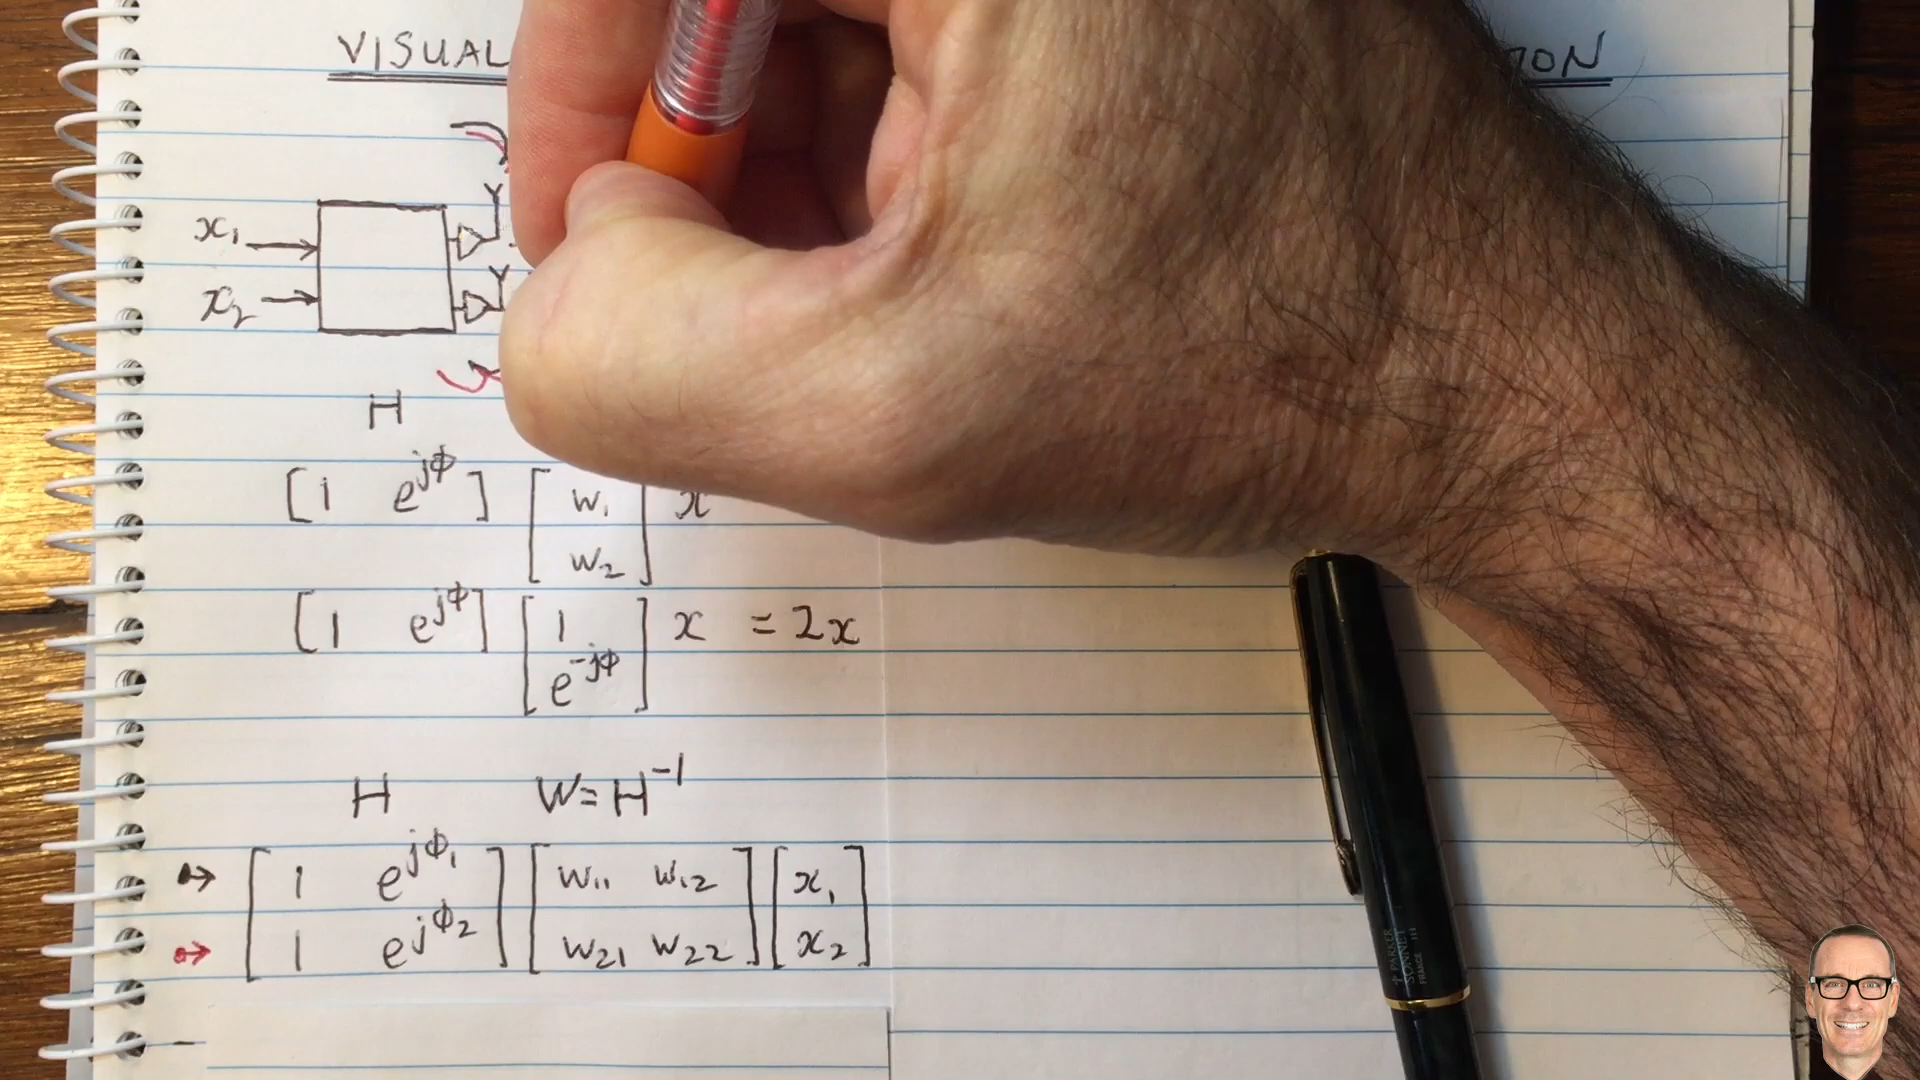 VISUAL
x₁
x₂
H
[1 e^{jϕ}] [w₁ w₂] x
[1 e^{jϕ}] [1 e^{-jϕ}] x = 2x
H W=H⁻¹
[1 e^{jϕ₁} [w₁₁ w₁₂] [x₁
1 e^{jϕ₂}] [w₂₁ w₂₂] x₂]
PARKER
SONNET
FRANCE III